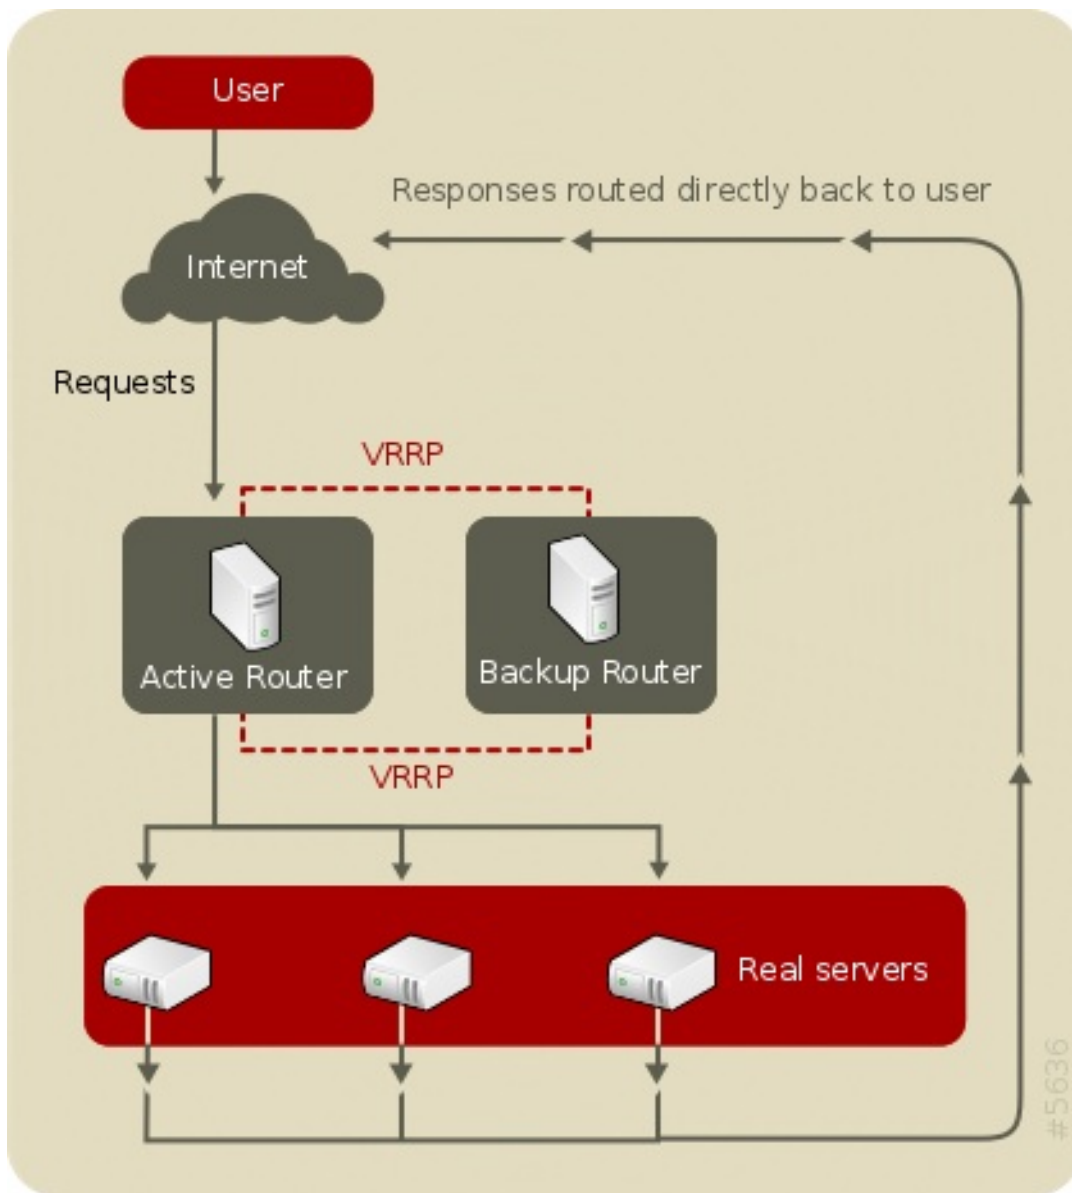 User
Responses routed directly back to user
Internet
Requests
VRRP
Active Router
Backup Router
VRRP
Real servers
#5636